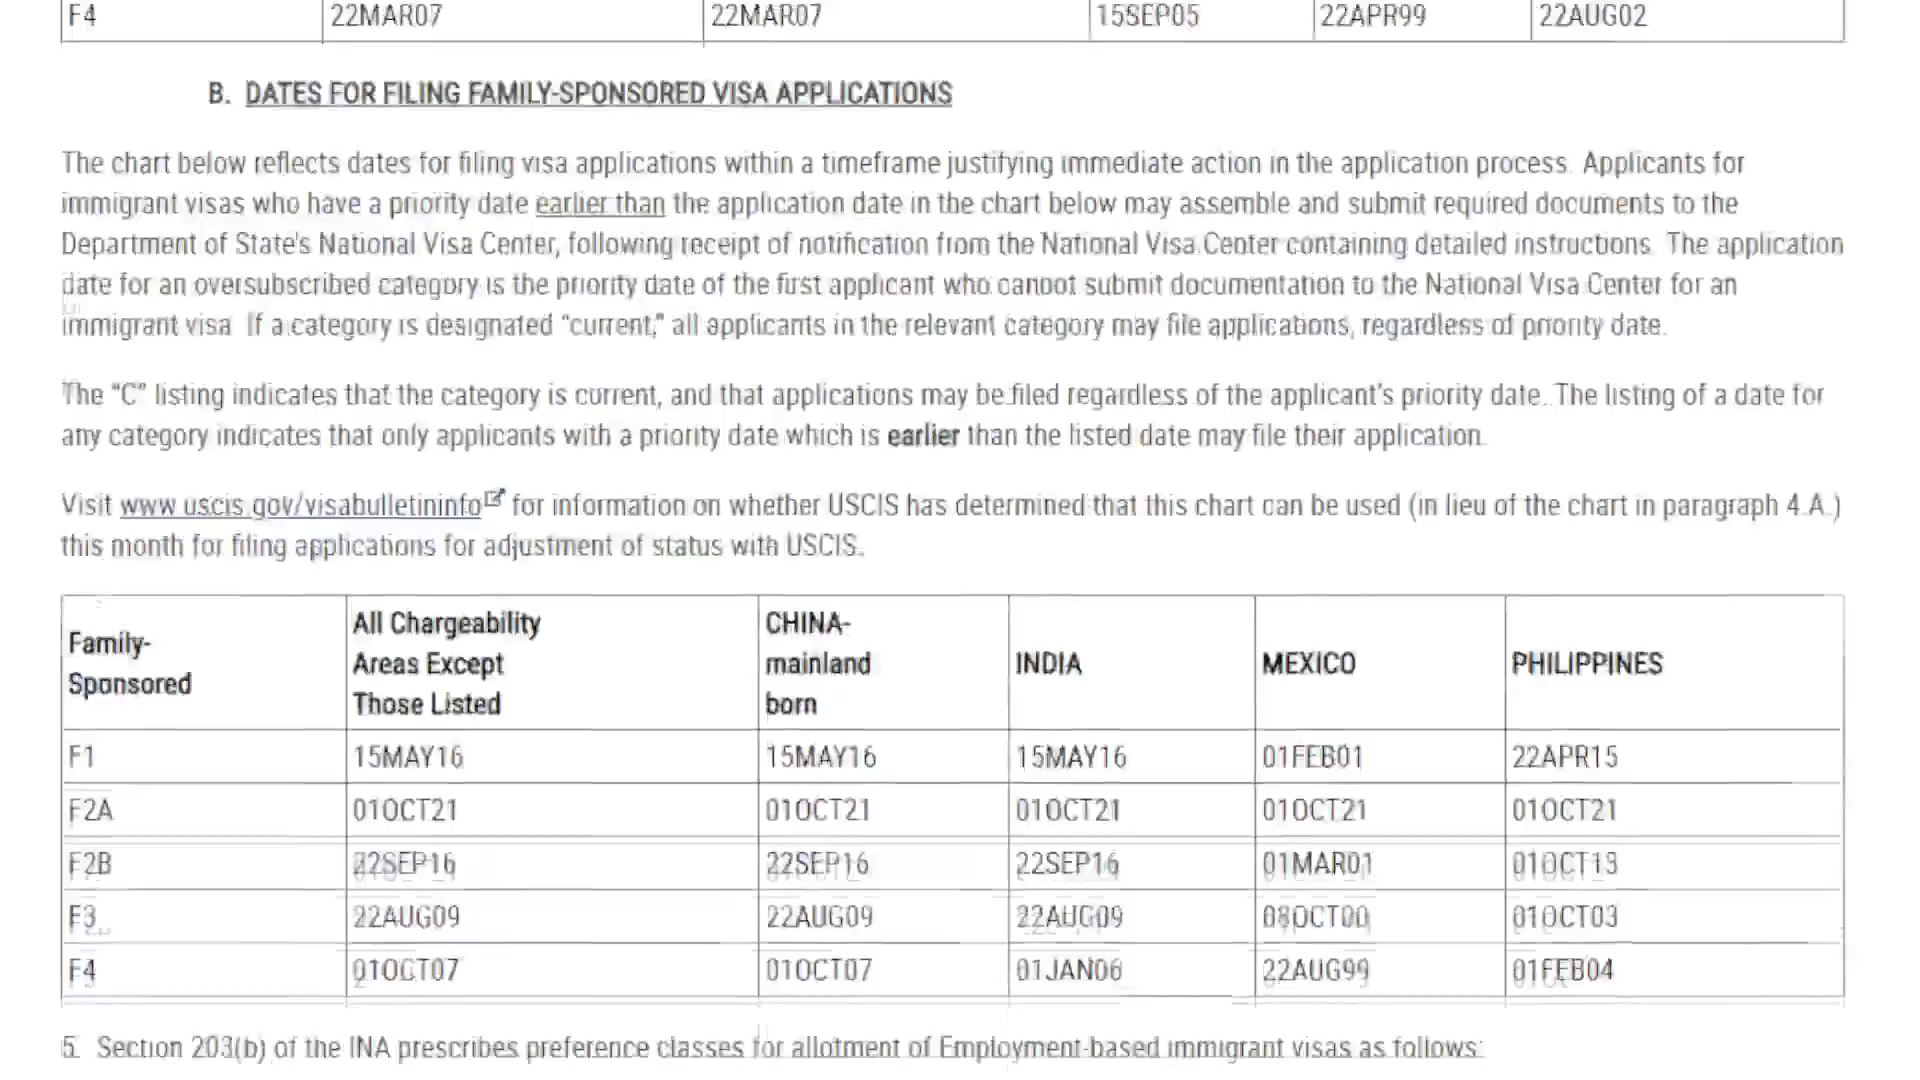 F4 22MAR07 22MAR07 15SEP05 22APR99 22AUG02
B. DATES FOR FILING FAMILY-SPONSORED VISA APPLICATIONS
The chart below reflects dates for filing visa applications within a timeframe justifying immediate action in the application process. Applicants for
immigrant visas who have a priority date earlier than the application date in the chart below may assemble and submit required documents to the
Department of State's National Visa Center, following receipt of notification from the National Visa Center containing detailed instructions. The application
date for an oversubscribed category is the priority date of the first applicant who cannot submit documentation to the National Visa Center for an
immigrant visa. If a category is designated “current,” all applicants in the relevant category may file applications, regardless of priority date.
The “C” listing indicates that the category is current, and that applications may be filed regardless of the applicant's priority date. The listing of a date for
any category indicates that only applicants with a priority date which is earlier than the listed date may file their application.
Visit www.uscis.gov/visabulletininfo for information on whether USCIS has determined that this chart can be used (in lieu of the chart in paragraph 4.A.)
this month for filing applications for adjustment of status with USCIS.
Family-
Sponsored
All Chargeability
Areas Except
Those Listed
CHINA-
mainland
born
INDIA
MEXICO
PHILIPPINES
F1 15MAY16 15MAY16 15MAY16 01FEB01 22APR15
F2A 01OCT21 01OCT21 01OCT21 01OCT21 01OCT21
F2B 22SEP16 22SEP16 22SEP16 01MAR01 01OCT13
F3 22AUG09 22AUG09 22AUG09 08OCT00 01OCT03
F4 01OCT07 01OCT07 01JAN06 22AUG99 01FEB04
5. Section 203(b) of the INA prescribes preference classes for allotment of Employment-based immigrant visas as follows: